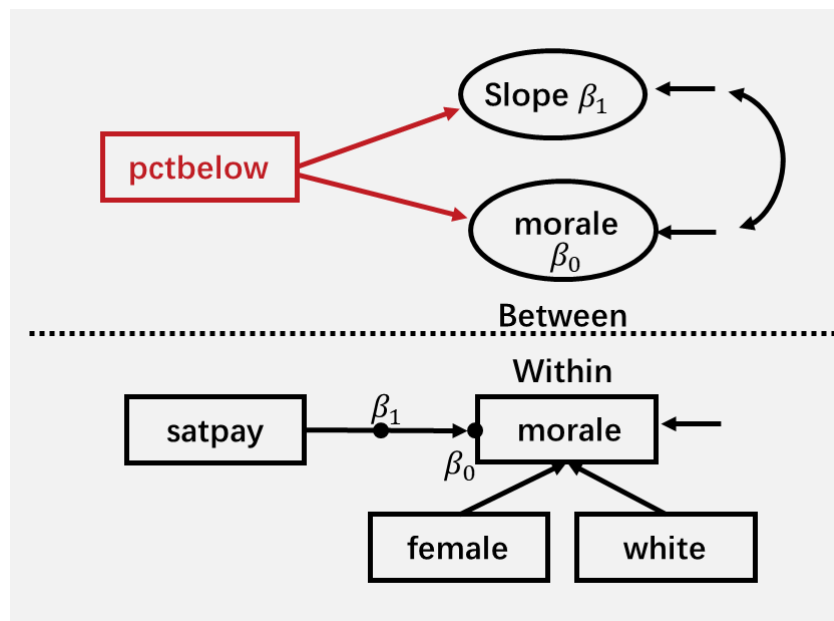 Slope β₁
pctbelow
morale
β₀
Between
Within
satpay
β₁
morale
β₀
female
white